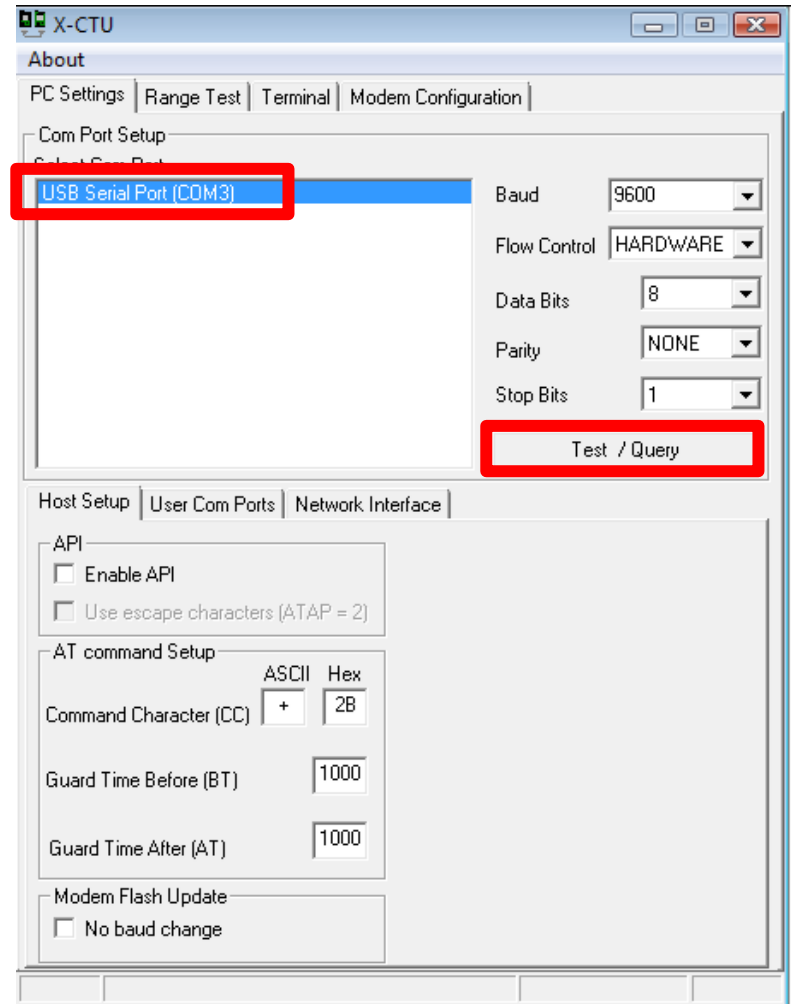 X-CTU
About
PC Settings Range Test Terminal Modem Configuration
Com Port Setup
Select Com Port
USB Serial Port (COM3)
Baud 9600
Flow Control HARDWARE
Data Bits 8
Parity NONE
Stop Bits 1
Test / Query
Host Setup User Com Ports Network Interface
API
Enable API
Use escape characters (ATAP = 2)
AT command Setup
ASCII Hex
Command Character (CC) + 2B
Guard Time Before (BT) 1000
Guard Time After (AT) 1000
Modem Flash Update
No baud change